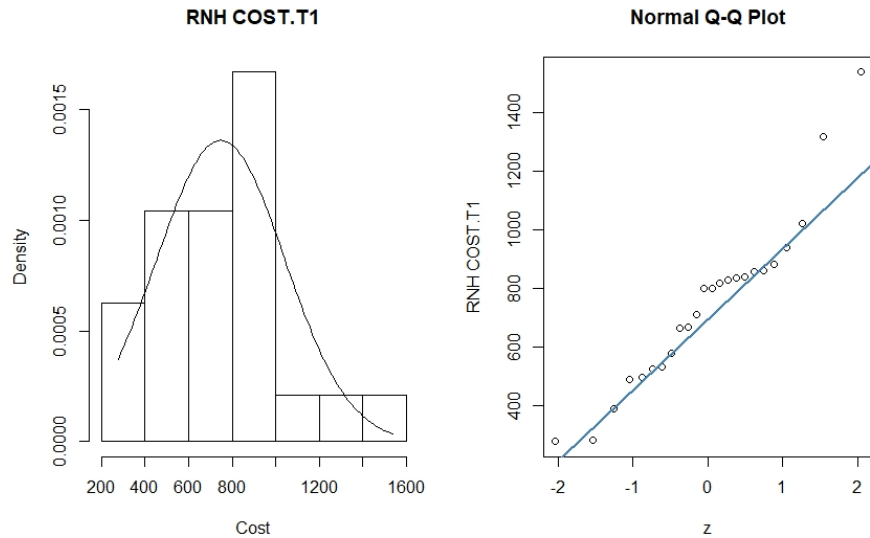 RNH COST.T1
Density
0.0000
0.0005
0.0010
0.0015
200 400 600 800 1200 1600
Cost
Normal Q-Q Plot
RNH COST.T1
400
600
800
1000
1200
1400
-2 -1 0 1 2
z